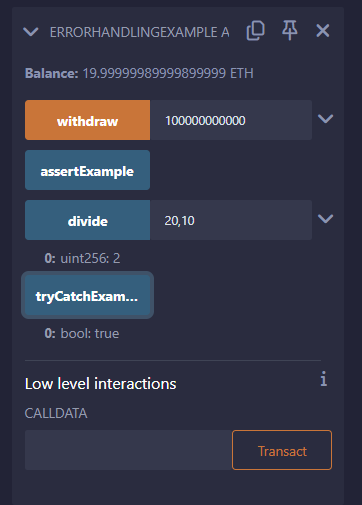 ERRORHANDLINGEXAMPLE A
Balance: 19.99999989999899999 ETH
withdraw 100000000000
assertExample
divide 20,10
0: uint256: 2
tryCatchExam...
0: bool: true
Low level interactions
i
CALLDATA
Transact